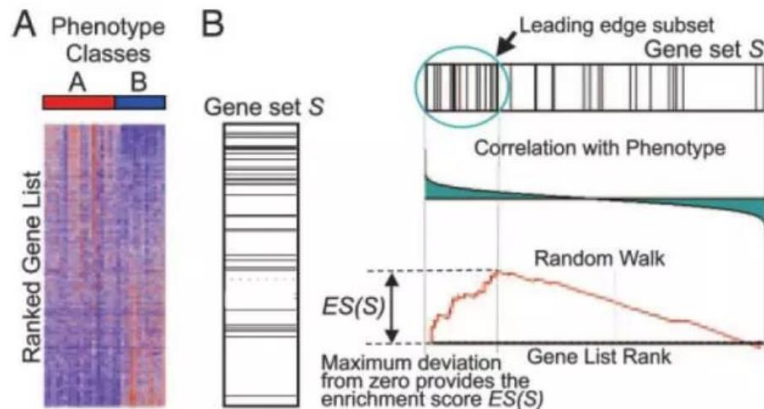 A
Phenotype
Classes
A B
Ranked Gene List
B
Gene set S
Leading edge subset
Gene set S
Correlation with Phenotype
Random Walk
ES(S)
Gene List Rank
Maximum deviation
from zero provides the
enrichment score ES(S)